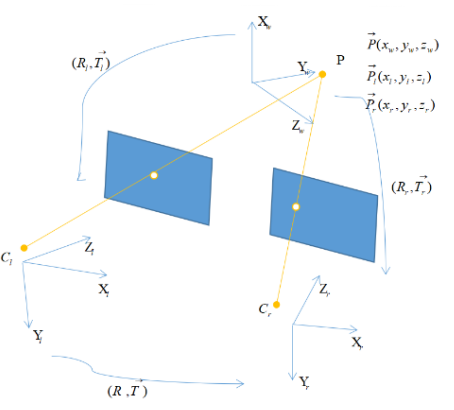 X_w
P
\vec{P}(x_w, y_w, z_w)
(R_l, \vec{T_l})
Y_w
\vec{P_l}(x_l, y_l, z_l)
\vec{P_r}(x_r, y_r, z_r)
Z_w
(R_r, \vec{T_r})
C_l
Z_l
X_l
Z_r
C_r
Y_l
X_r
Y_r
(R, \vec{T})